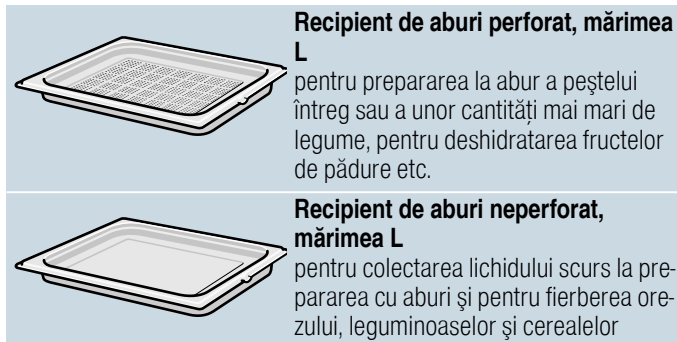 Recipient de aburi perforat, mărimea
L
pentru prepararea la abur a peştelui
întreg sau a unor cantităţi mai mari de
legume, pentru deshidratarea fructelor
de pădure etc.
Recipient de aburi neperforat,
mărimea L
pentru colectarea lichidului scurs la pre-
pararea cu aburi şi pentru fierberea ore-
zului, leguminoaselor şi cerealelor